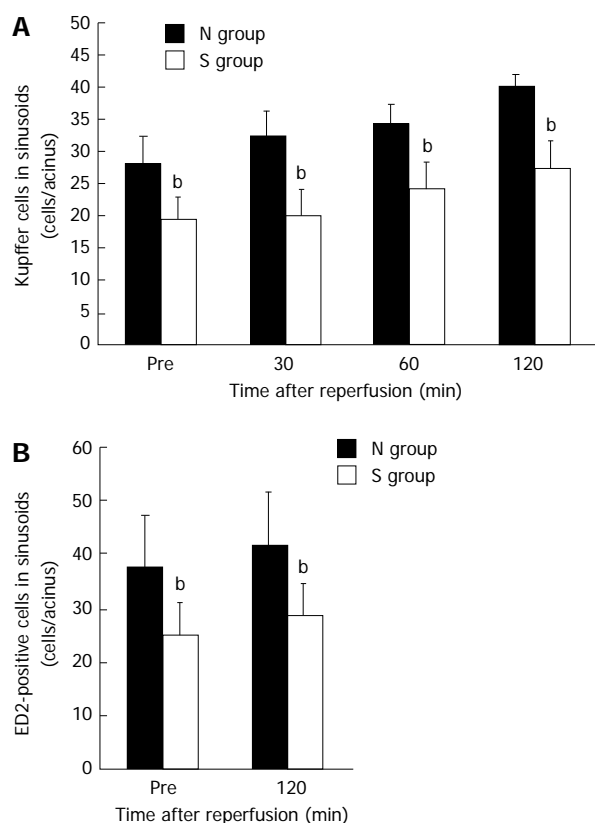 A
50
45
40
35
30
25
20
15
10
5
0
Kupffer cells in sinusoids
(cells/acinus)
N group
S group
b
b
b
b
Pre 30 60 120
Time after reperfusion (min)
B
60
50
40
30
20
10
0
ED2-positive cells in sinusoids
(cells/acinus)
N group
S group
b
b
Pre 120
Time after reperfusion (min)